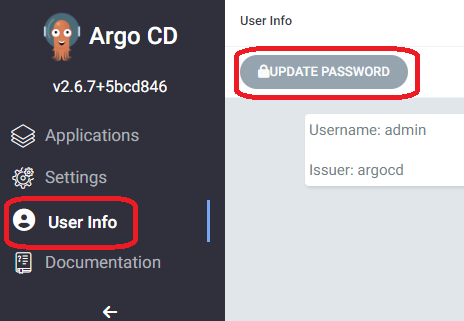 Argo CD
v2.6.7+5bcd846
Applications
Settings
User Info
Documentation
User Info
UPDATE PASSWORD
Username: admin
Issuer: argocd